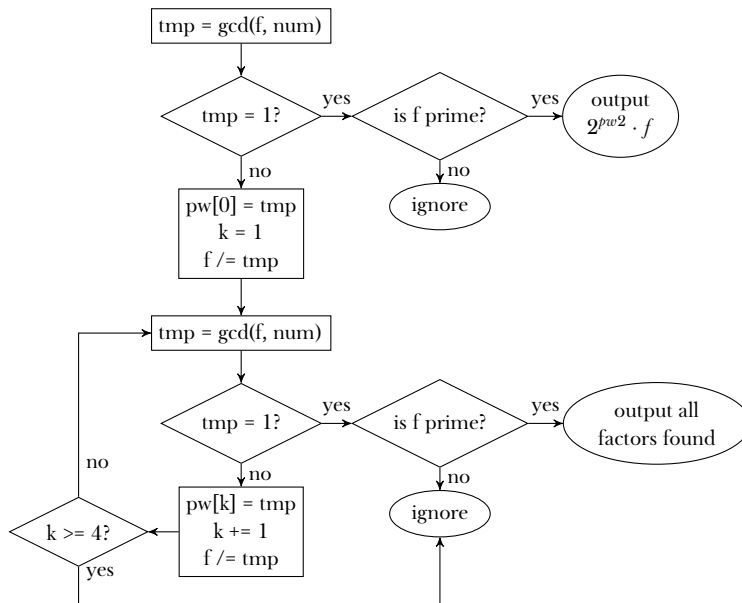 tmp = gcd(f, num)
tmp = 1?
yes
is f prime?
yes
output
2^{pw2} · f
no
no
ignore
pw[0] = tmp
k = 1
f /= tmp
tmp = gcd(f, num)
tmp = 1?
yes
is f prime?
yes
output all
factors found
no
no
no
ignore
pw[k] = tmp
k += 1
f /= tmp
k >= 4?
yes